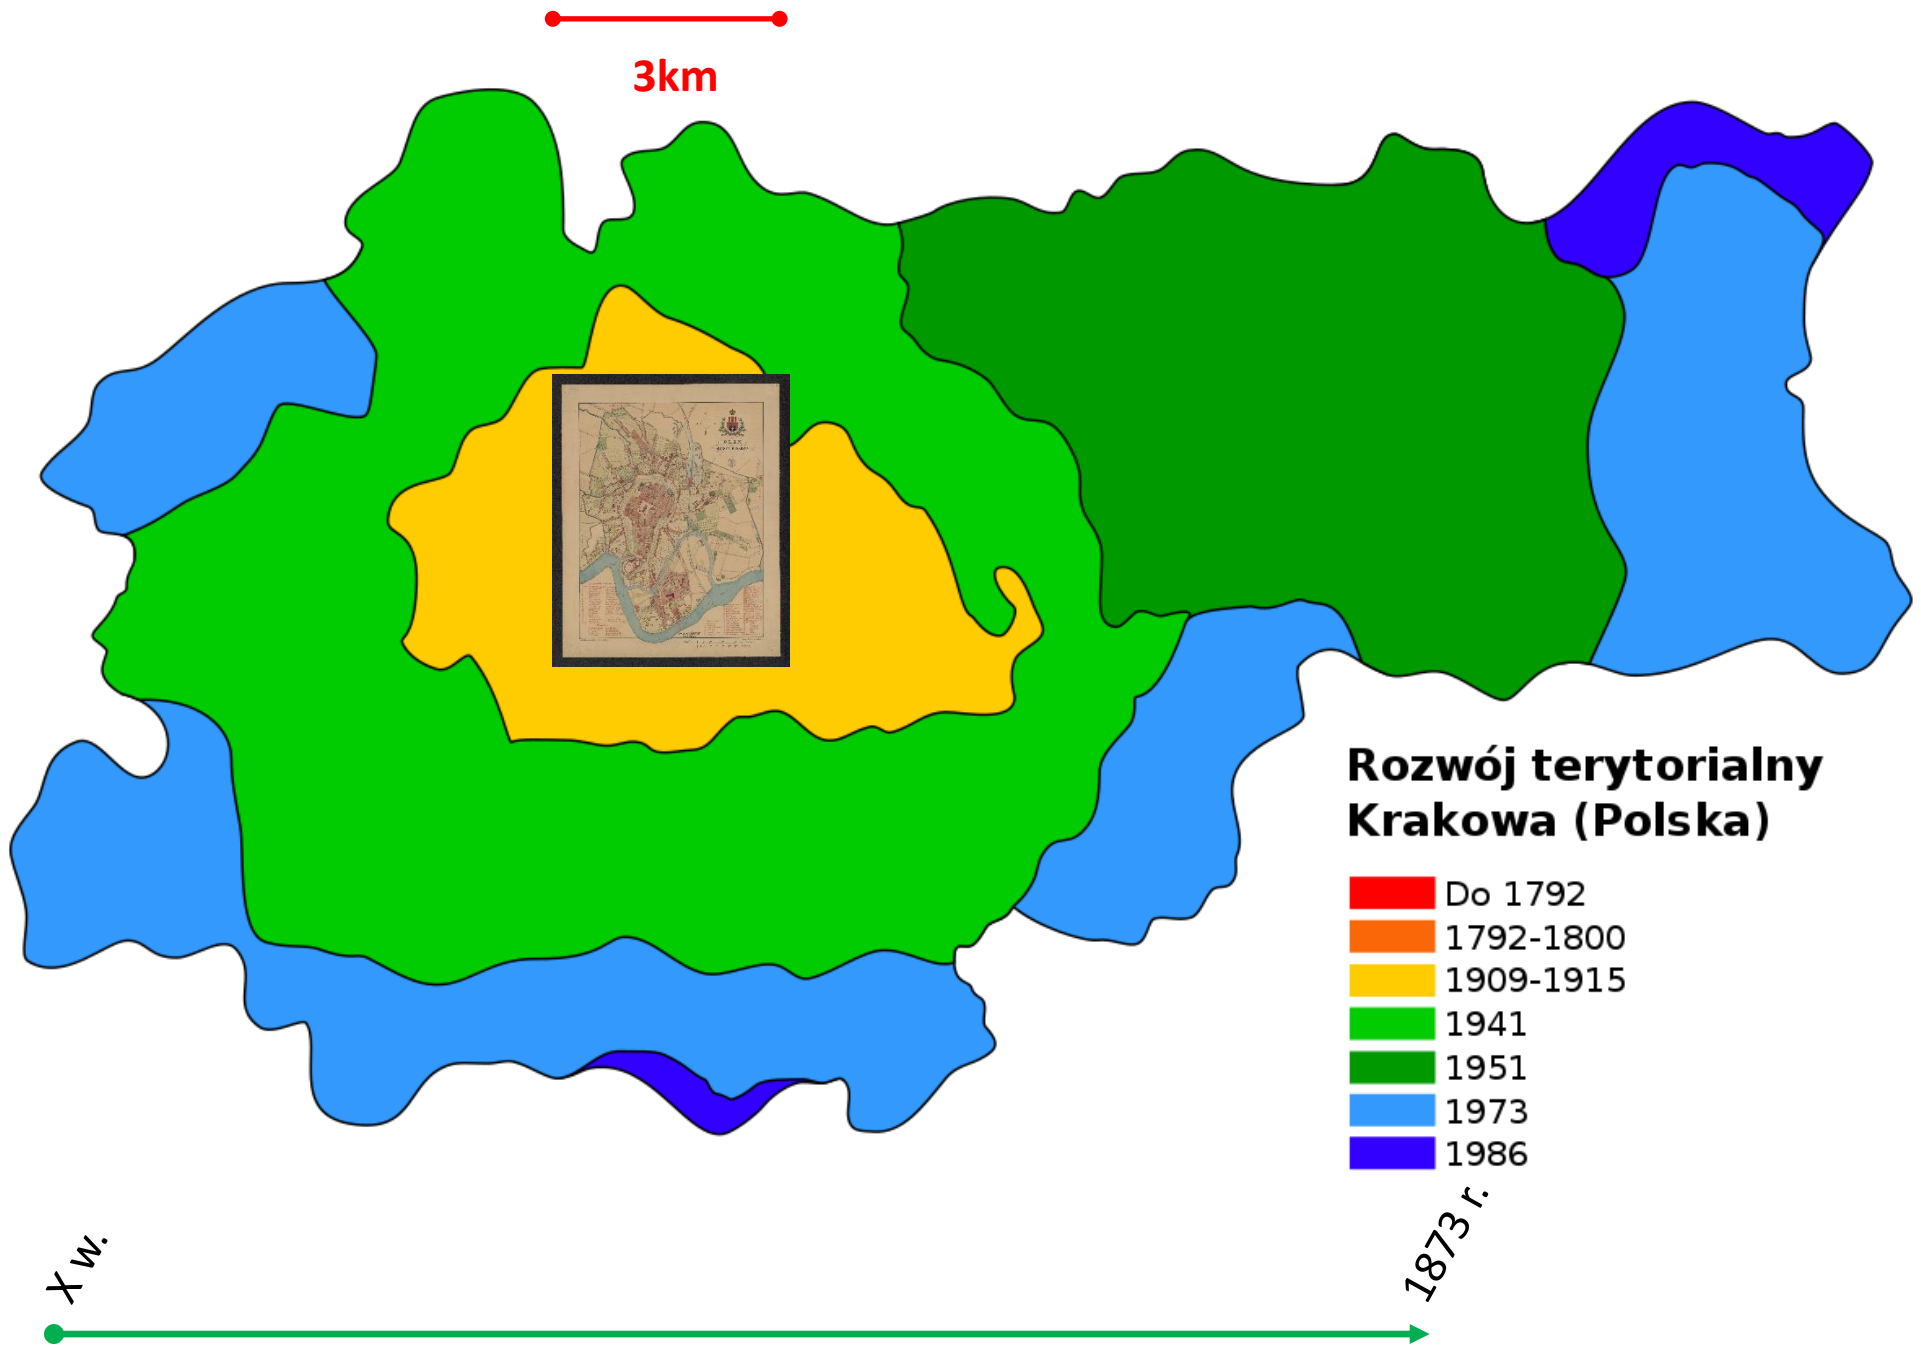 3km
Rozwój terytorialny
Krakowa (Polska)
Do 1792
1792-1800
1909-1915
1941
1951
1973
1986
X w.
1873 r.